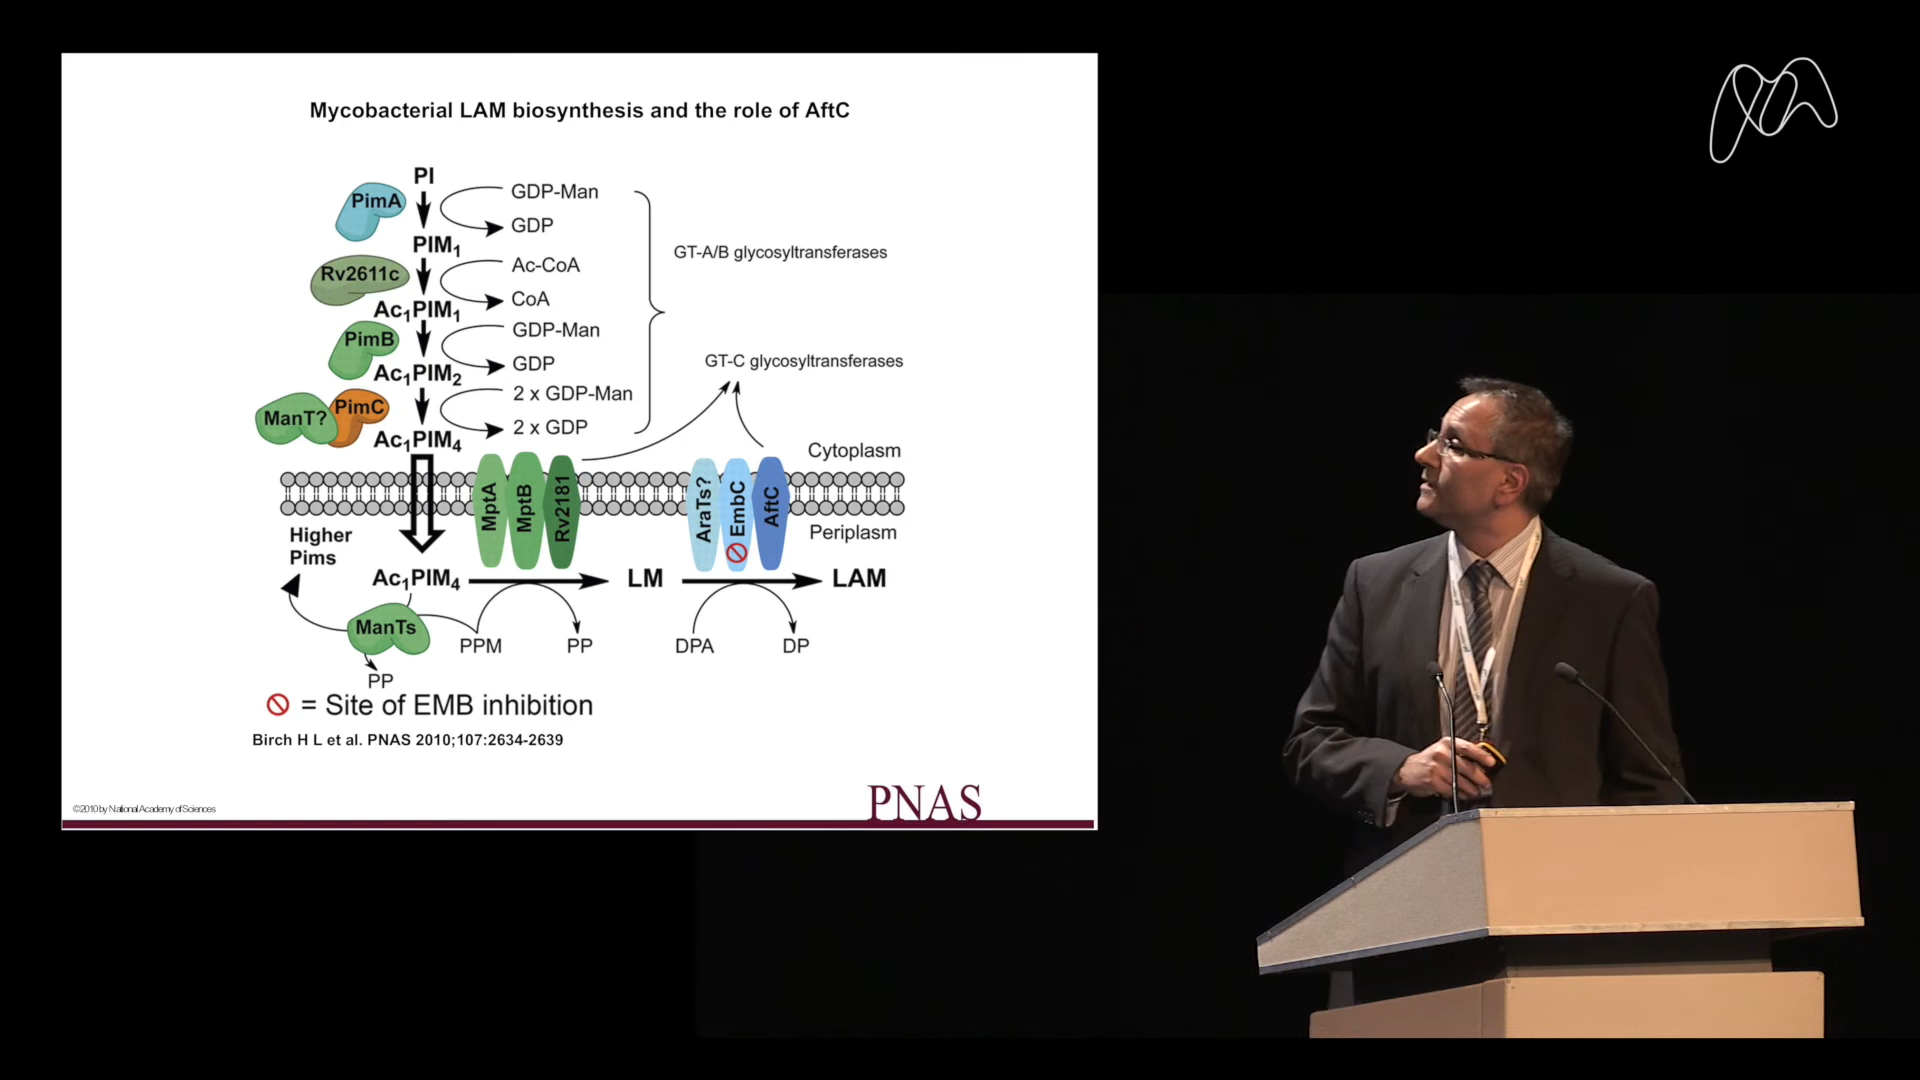 Mycobacterial LAM biosynthesis and the role of AftC
PI
PimA
GDP-Man
GDP
PIM1
GT-A/B glycosyltransferases
Rv2611c
Ac-CoA
CoA
Ac1PIM1
PimB
GDP-Man
GDP
GT-C glycosyltransferases
Ac1PIM2
ManT?
PimC
2 x GDP-Man
2 x GDP
Ac1PIM4
Cytoplasm
MptA
MptB
Rv2181
AraTs?
EmbC
AftC
Periplasm
Higher
Pims
Ac1PIM4
LM
LAM
ManTs
PPM
PP
DPA
DP
PP
= Site of EMB inhibition
Birch H L et al. PNAS 2010;107:2634-2639
©2010 by National Academy of Sciences
PNAS